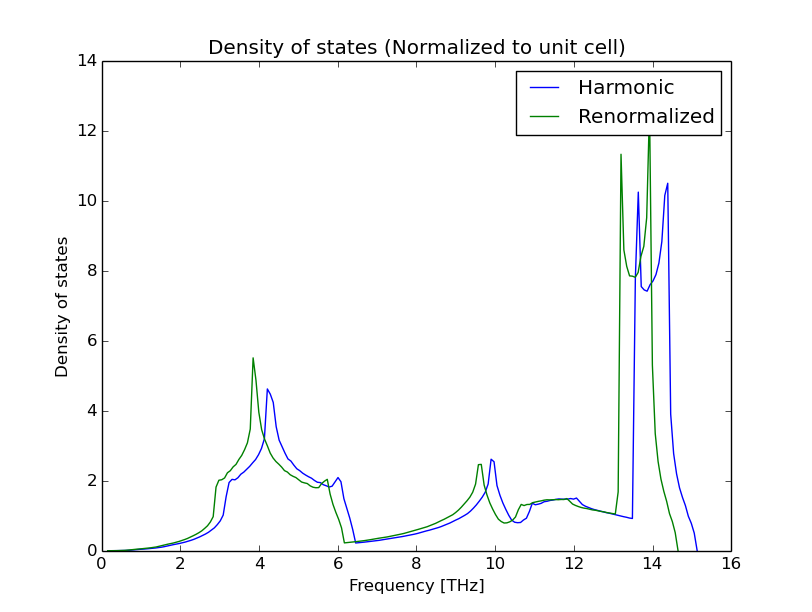 Density of states (Normalized to unit cell)
14
12
10
8
6
4
2
0
Density of states
Harmonic
Renormalized
0 2 4 6 8 10 12 14 16
Frequency [THz]